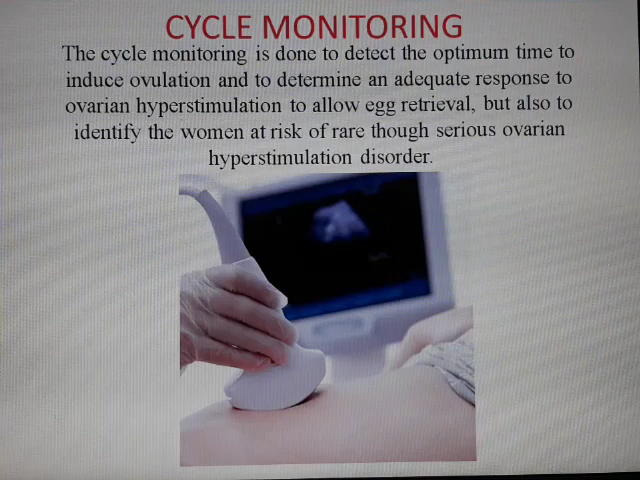 CYCLE MONITORING
The cycle monitoring is done to detect the optimum time to
induce ovulation and to determine an adequate response to
ovarian hyperstimulation to allow egg retrieval, but also to
identify the women at risk of rare though serious ovarian
hyperstimulation disorder.